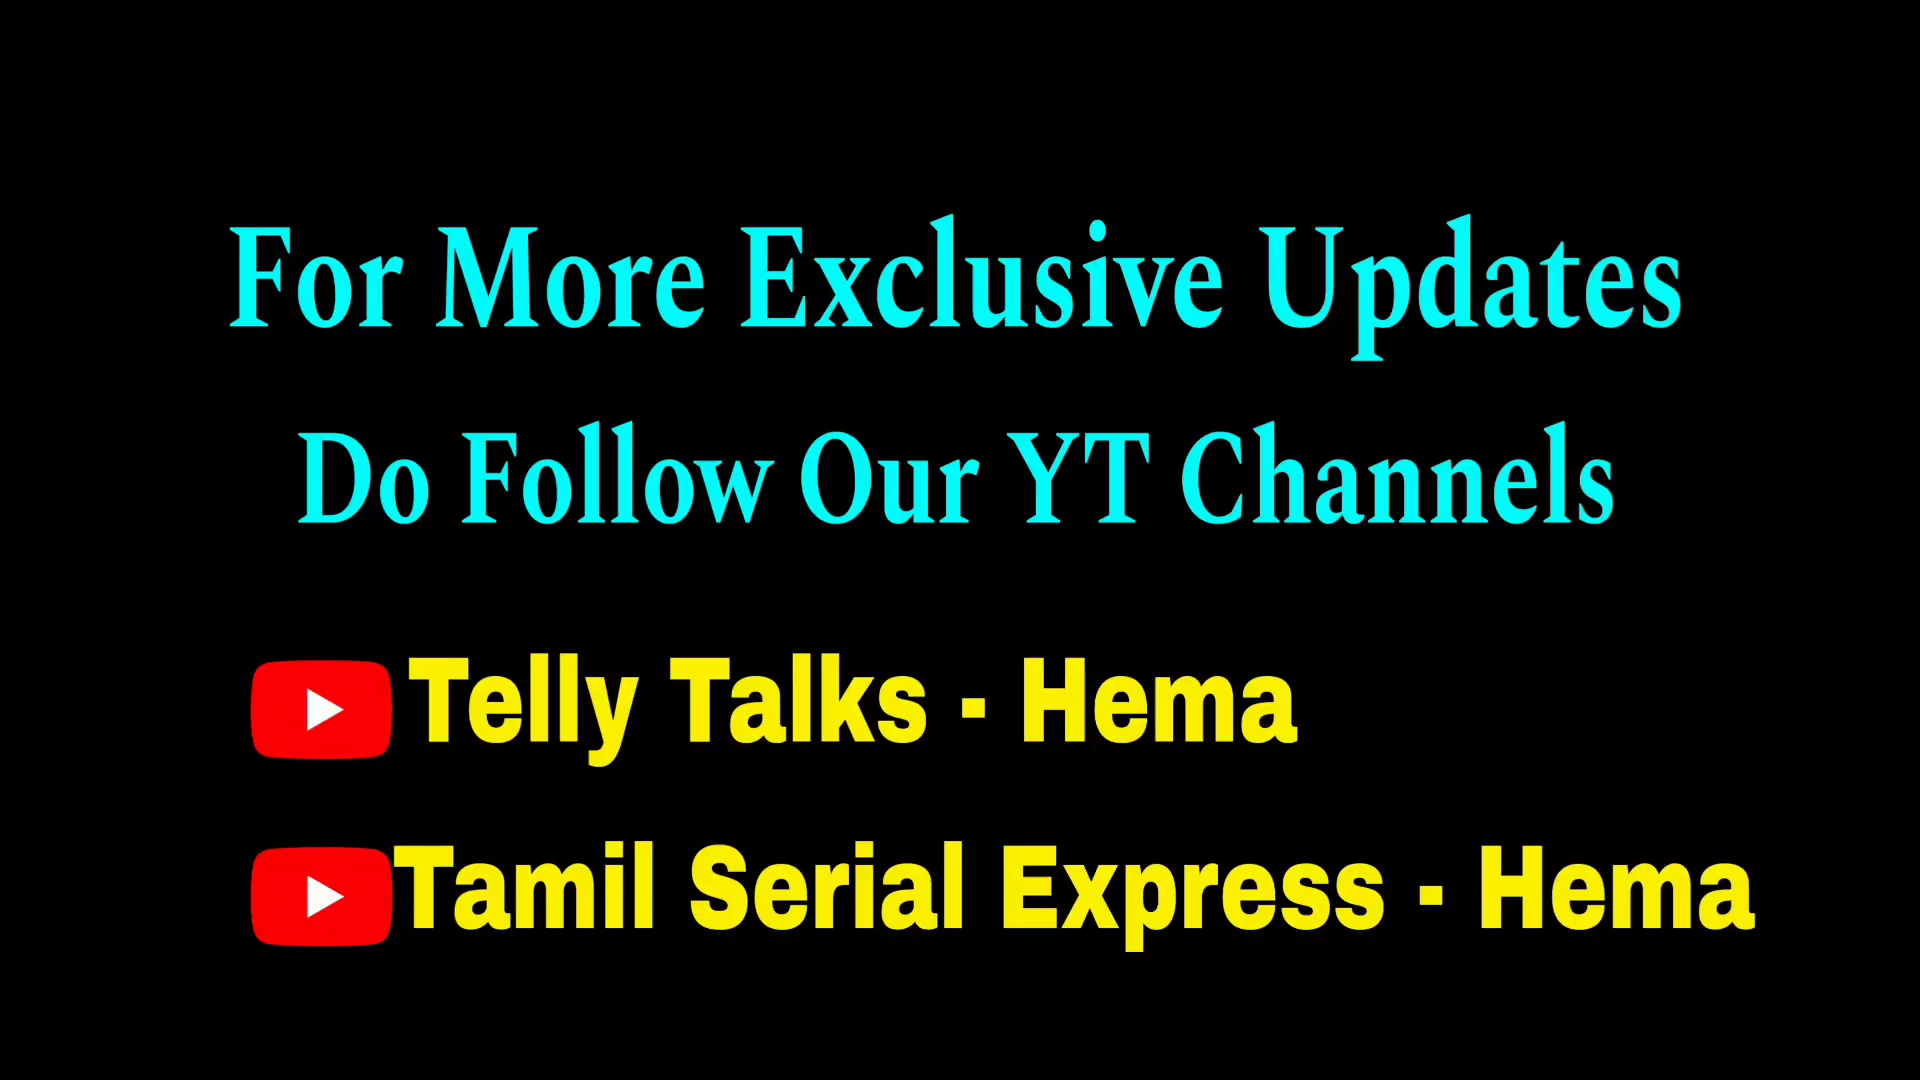 For More Exclusive Updates
Do Follow Our YT Channels
Telly Talks - Hema
Tamil Serial Express - Hema